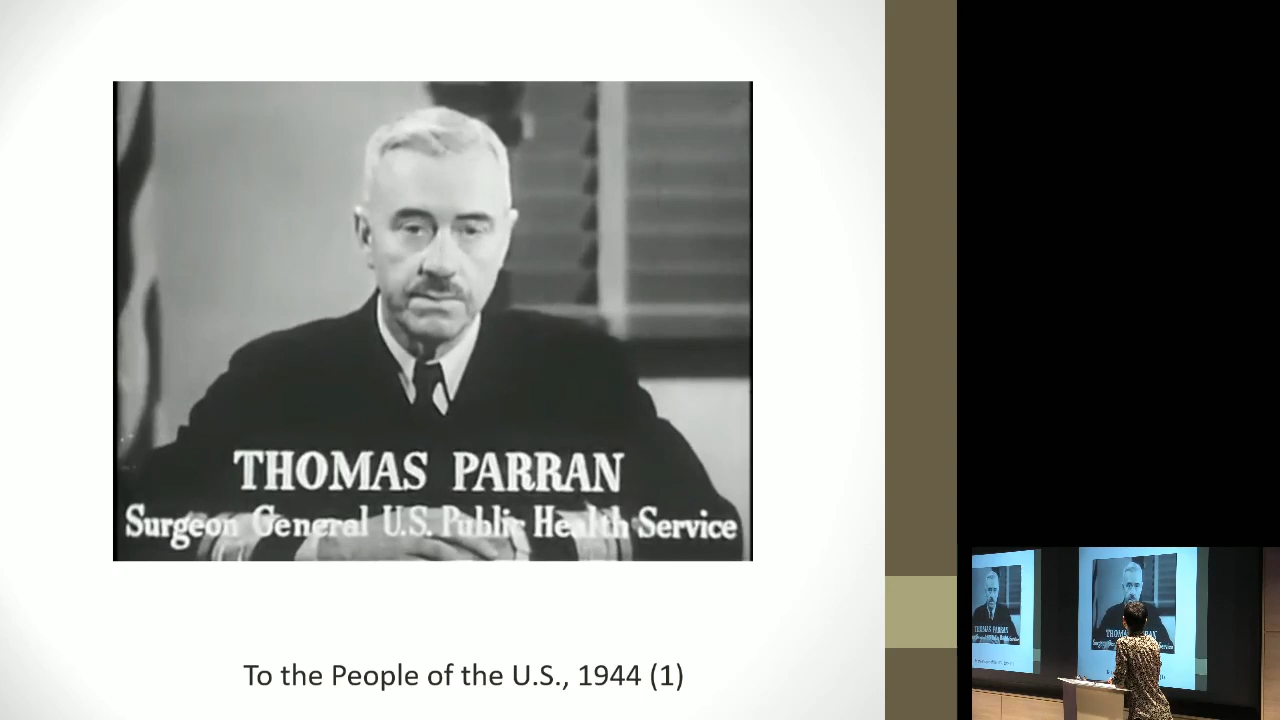 THOMAS PARRAN
Surgeon General U.S. Public Health Service
To the People of the U.S., 1944 (1)